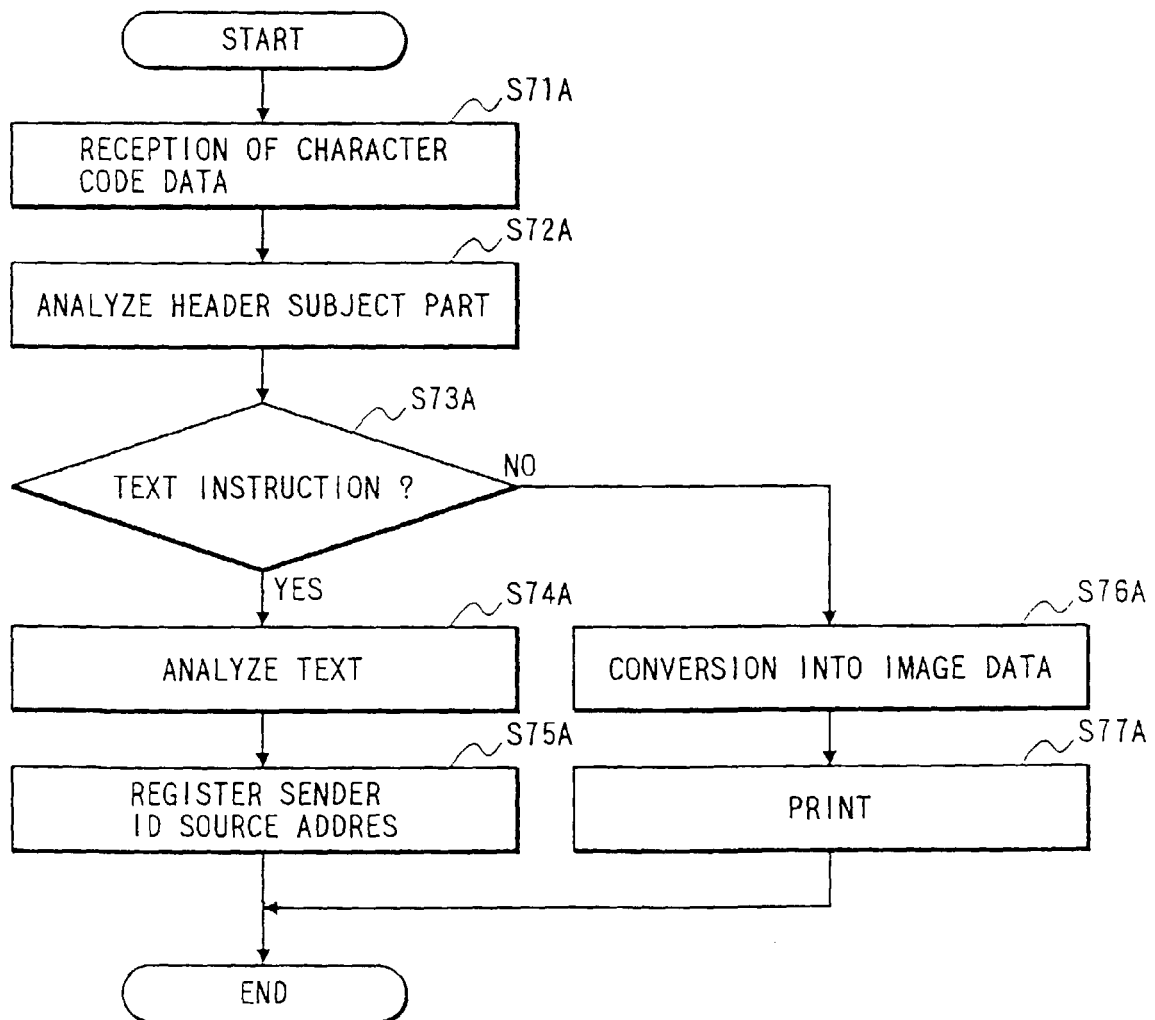 START
S71A
RECEPTION OF CHARACTER
CODE DATA
S72A
ANALYZE HEADER SUBJECT PART
S73A
TEXT INSTRUCTION ?
NO
YES
S74A
ANALYZE TEXT
S76A
CONVERSION INTO IMAGE DATA
S75A
REGISTER SENDER
ID SOURCE ADDRES
S77A
PRINT
END